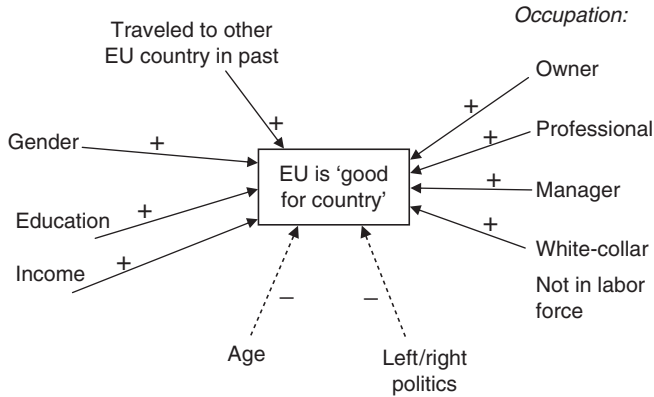 Occupation:
Traveled to other
EU country in past
Owner
+
+
Professional
Gender
+
+
EU is 'good
for country'
+
Manager
Education
+
+
White-collar
Income
+
Not in labor
force
–
–
Age
Left/right
politics